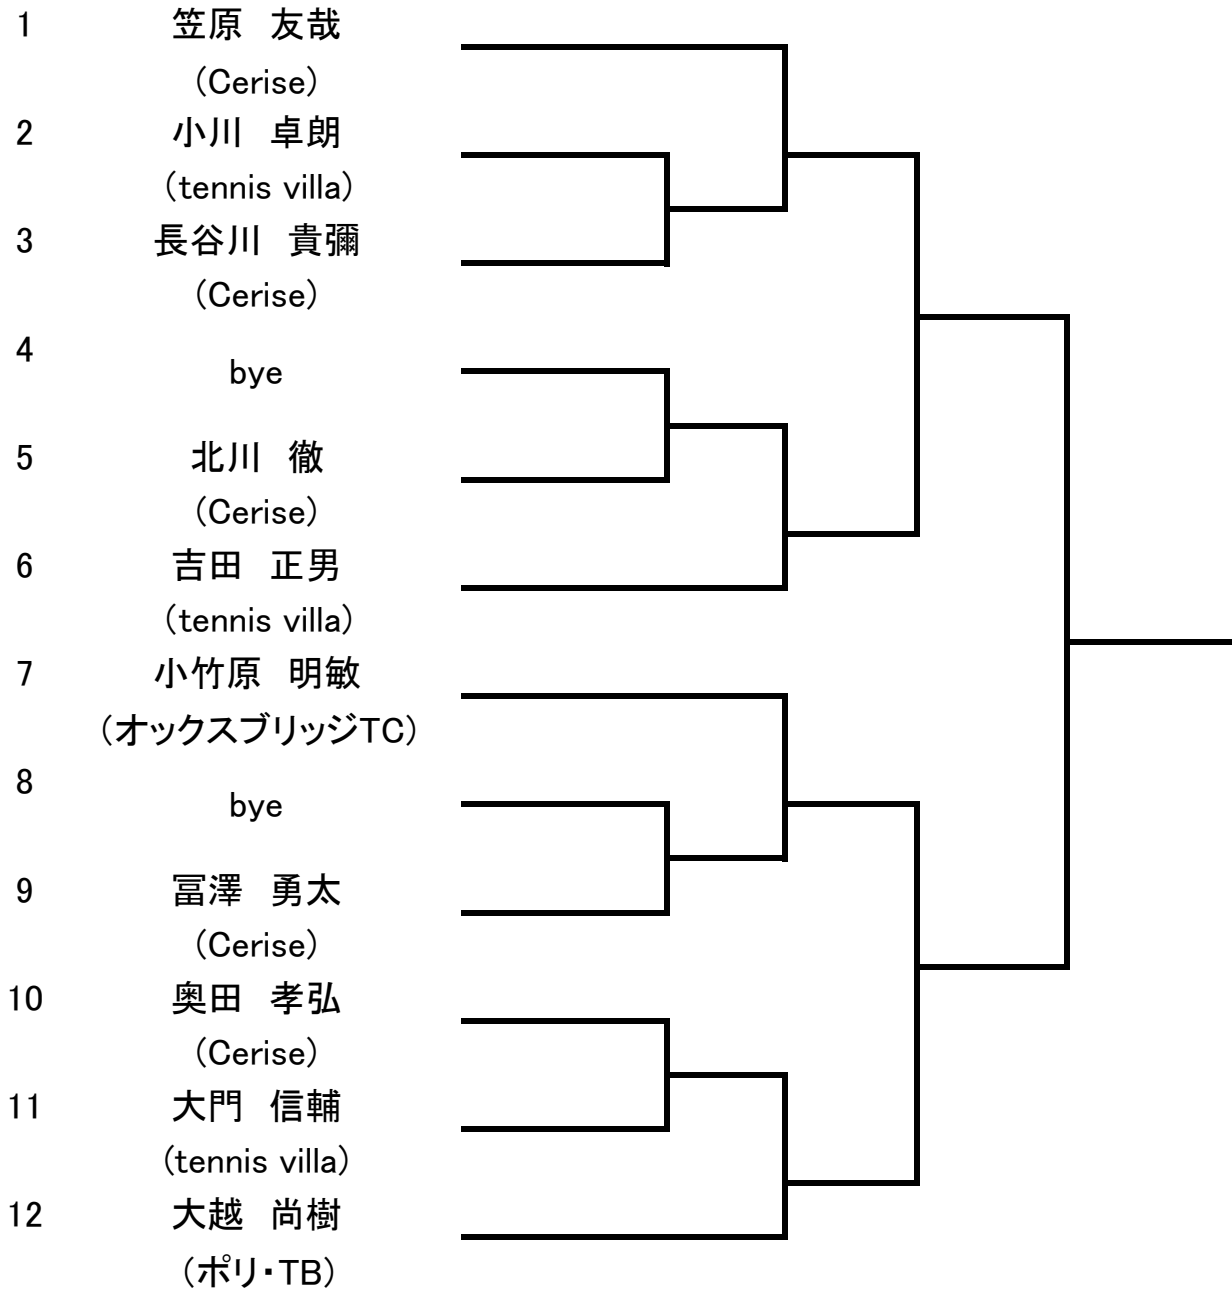 1 笠原　友哉
(Cerise)
2 小川　卓朗
(tennis villa)
3 長谷川　貴彌
(Cerise)
4
bye
5 北川　徹
(Cerise)
6 吉田　正男
(tennis villa)
7 小竹原　明敏
(オックスブリッジTC)
8
bye
9 冨澤　勇太
(Cerise)
10 奥田　孝弘
(Cerise)
11 大門　信輔
(tennis villa)
12 大越　尚樹
(ポリ・TB)